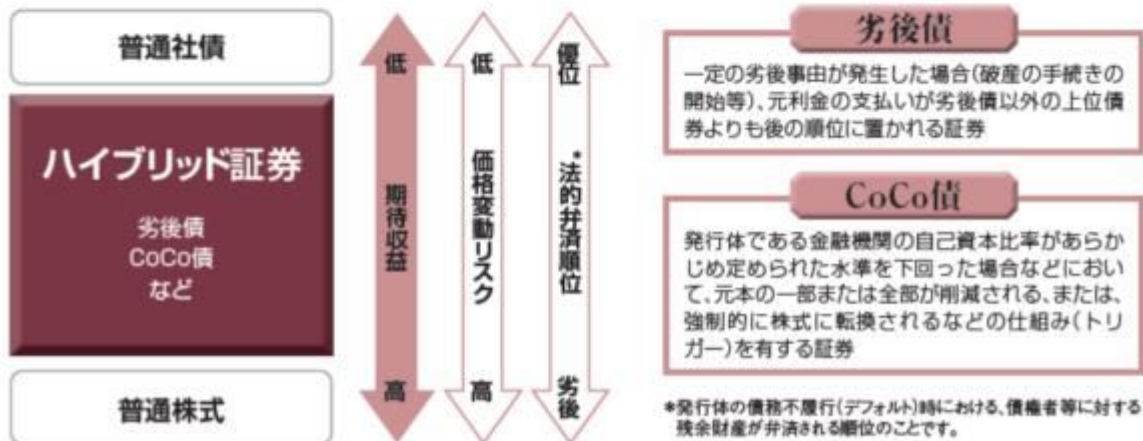 普通社債
ハイブリッド証券
劣後債
CoCo債
など
普通株式
低
期待収益
高
低
価格変動リスク
高
優位
*法的弁済順位
劣後
劣後債
一定の劣後事由が発生した場合(破産の手続きの
開始等)、元利金の支払いが劣後債以外の上位債
券よりも後の順位に置かれる証券
CoCo債
発行体である金融機関の自己資本比率があらか
じめ定められた水準を下回った場合などにおい
て、元本の一部または全部が削減される、または、
強制的に株式に転換されるなどの仕組み(トリ
ガー)を有する証券
*発行体の債務不履行(デフォルト)時における、債権者等に対する
残余財産が弁済される順位のことです。